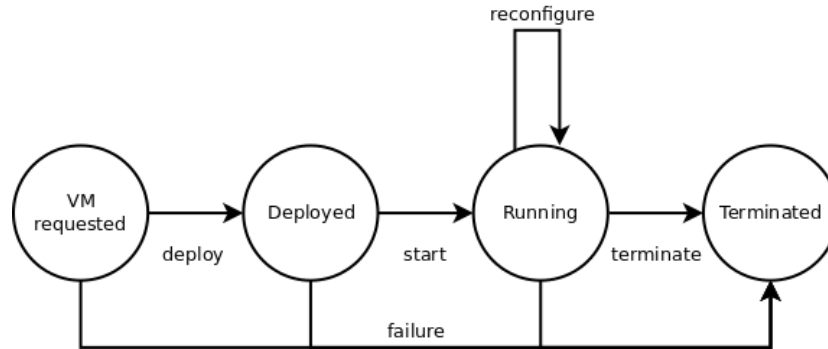 reconfigure
VM
requested
Deployed
Running
Terminated
deploy
start
terminate
failure